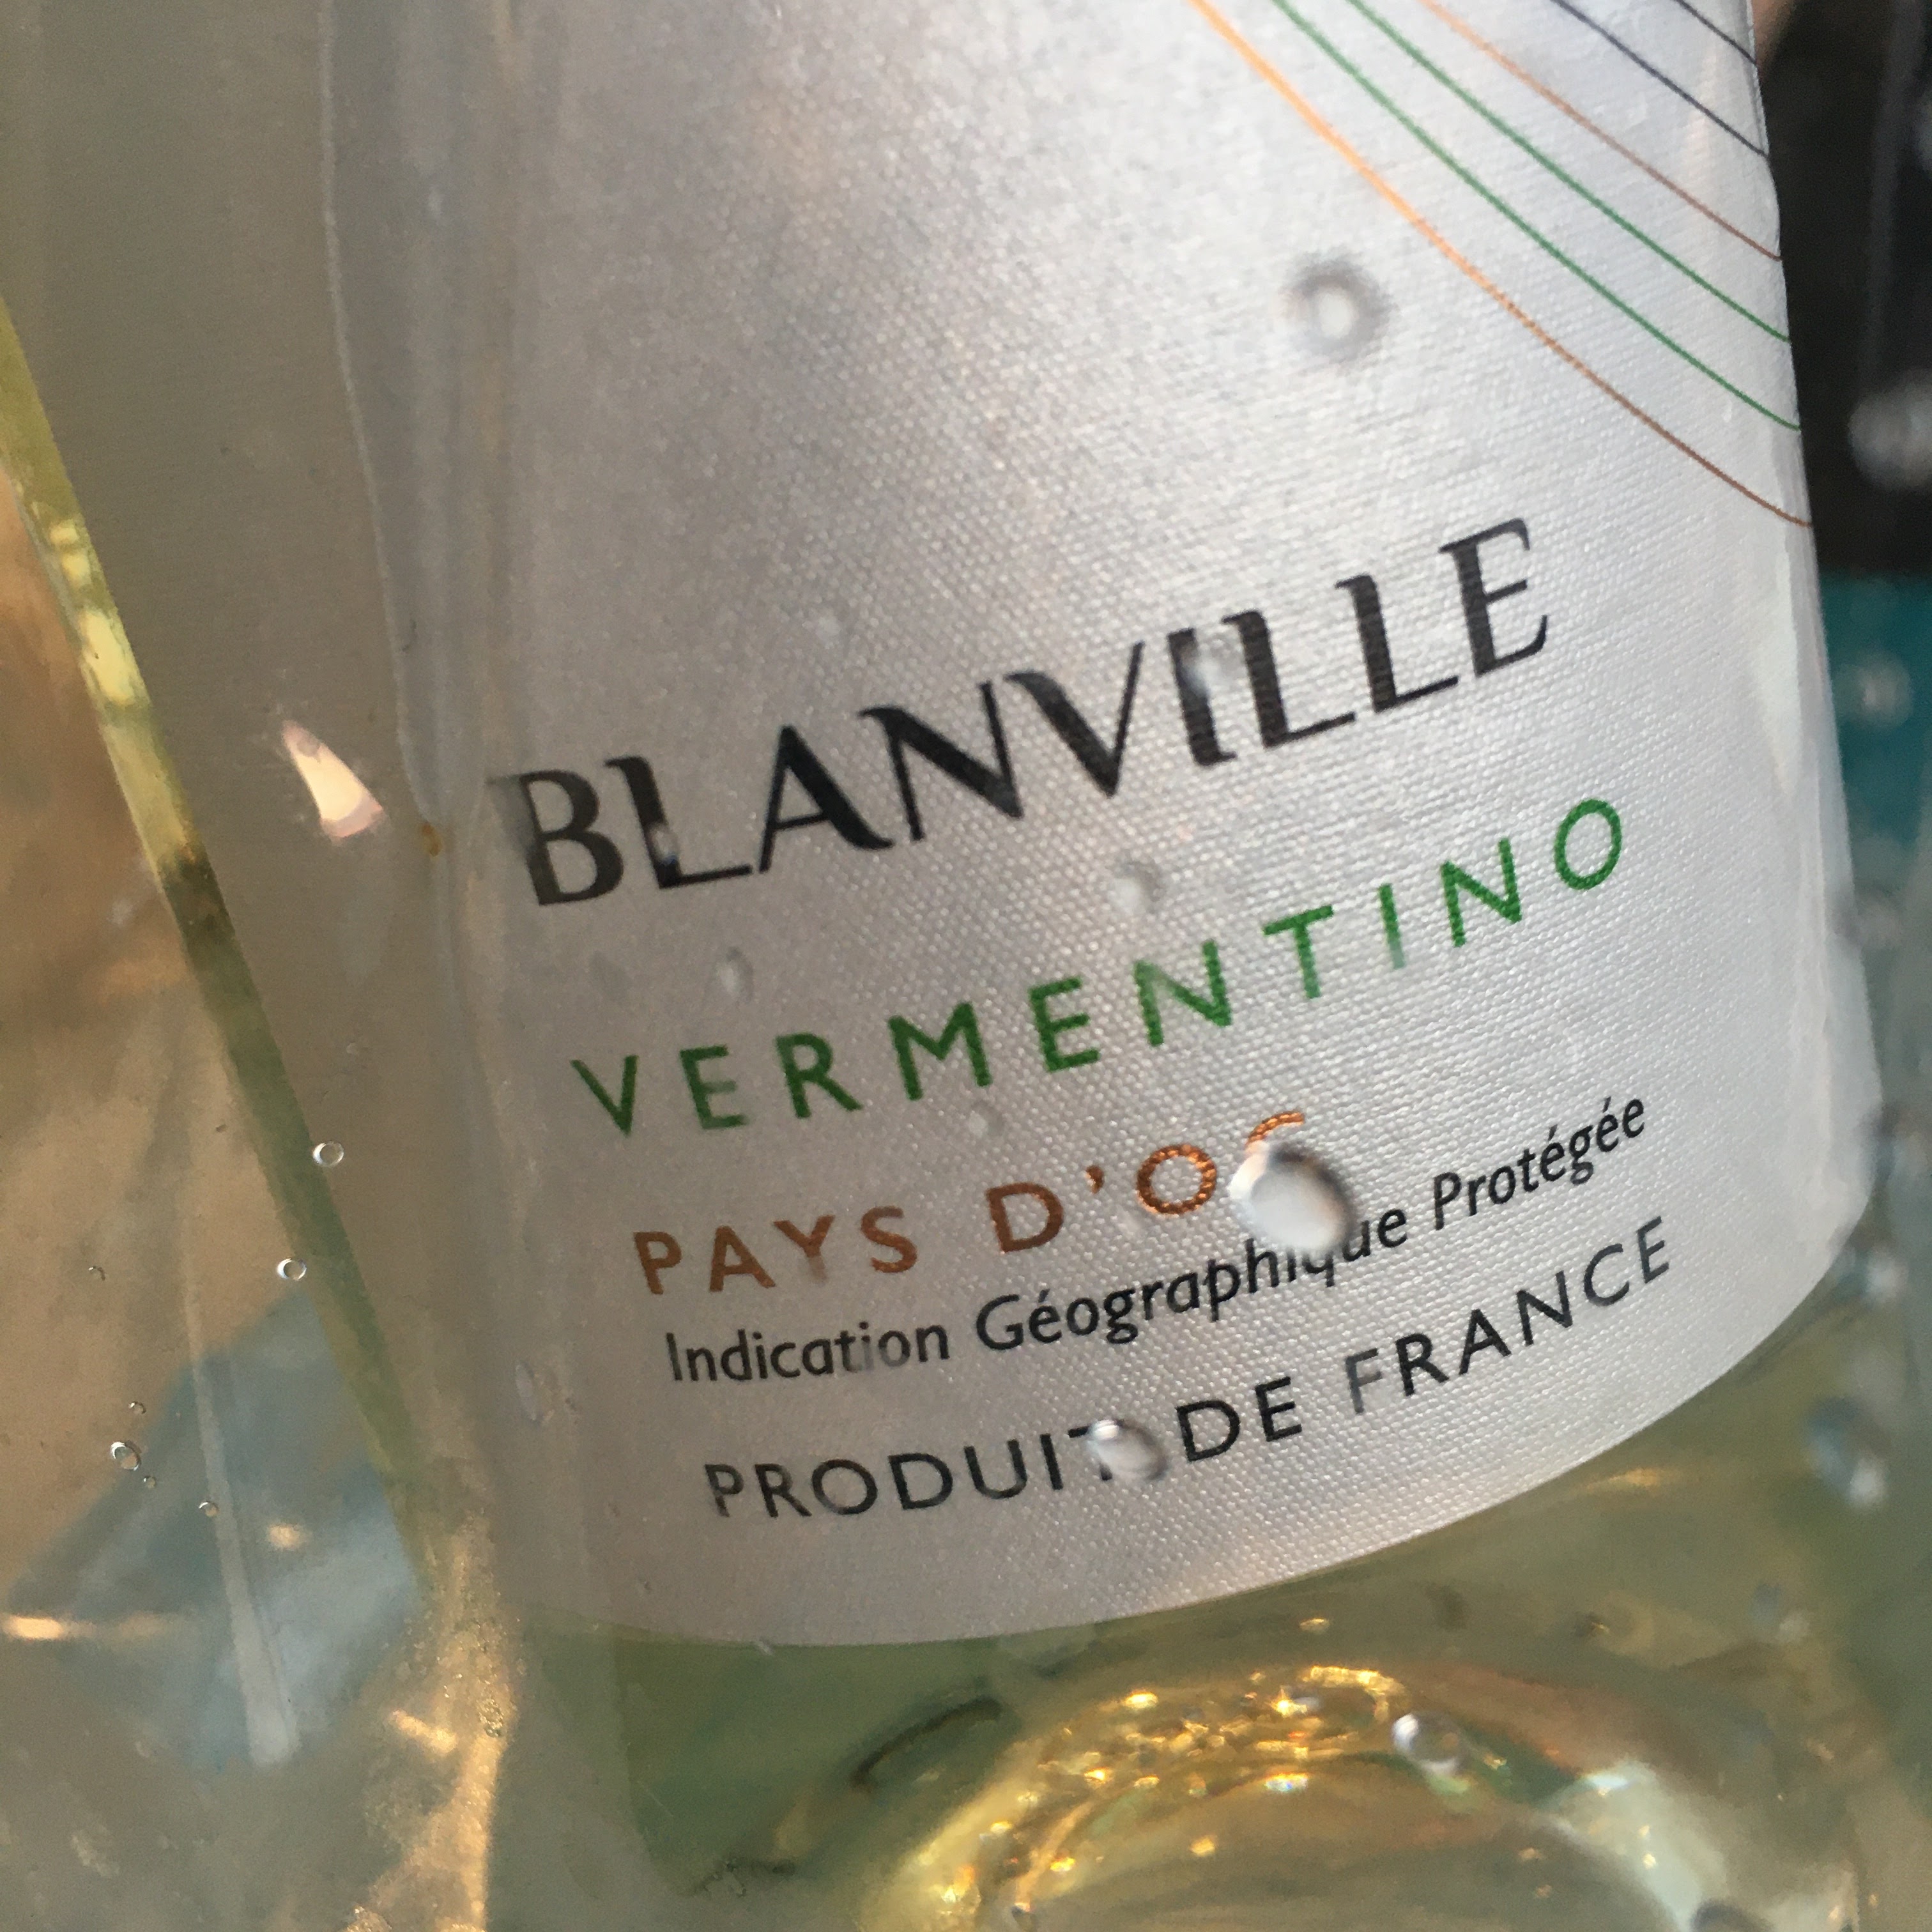 BLANVILLE
VERMENTINO
PAYS D'OC
Indication Géographique Protégée
PRODUIT DE FRANCE